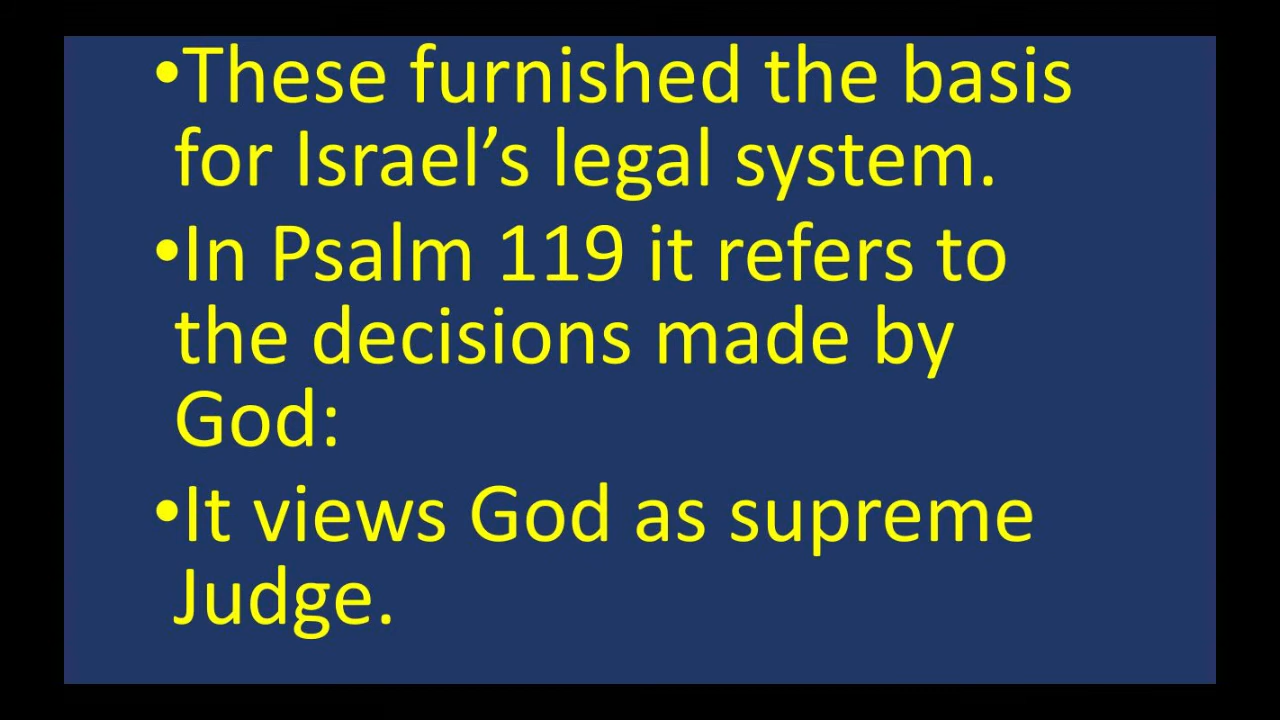 •These furnished the basis
for Israel’s legal system.
•In Psalm 119 it refers to
the decisions made by
God:
•It views God as supreme
Judge.